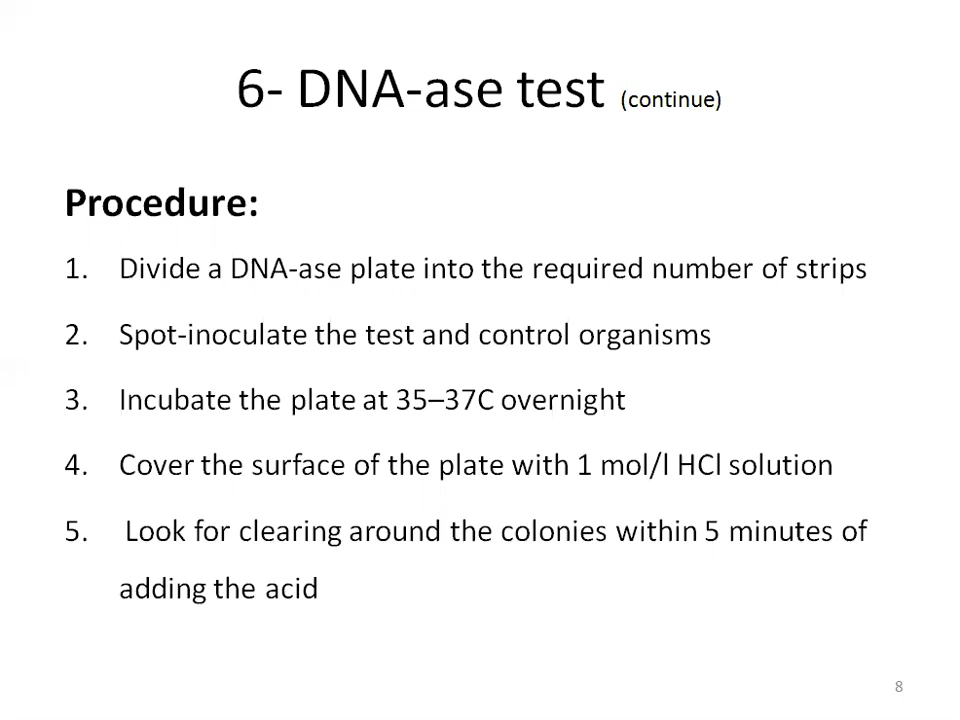 6- DNA-ase test (continue)
Procedure:
1. Divide a DNA-ase plate into the required number of strips
2. Spot-inoculate the test and control organisms
3. Incubate the plate at 35–37C overnight
4. Cover the surface of the plate with 1 mol/l HCl solution
5. Look for clearing around the colonies within 5 minutes of
adding the acid
8